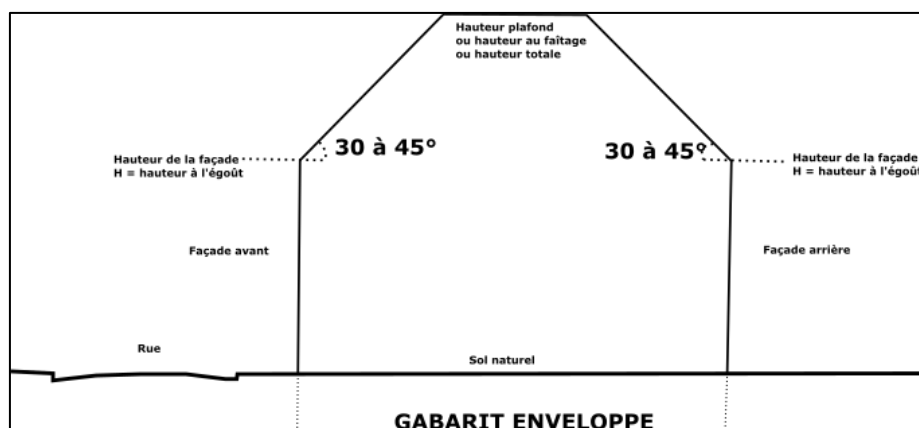 Hauteur plafond
ou hauteur au faîtage
ou hauteur totale
30 à 45°
30 à 45°
Hauteur de la façade
H = hauteur à l'égoût
Hauteur de la façade
H = hauteur à l'égoût
Façade avant
Façade arrière
Rue
Sol naturel
GABARIT ENVELOPPE